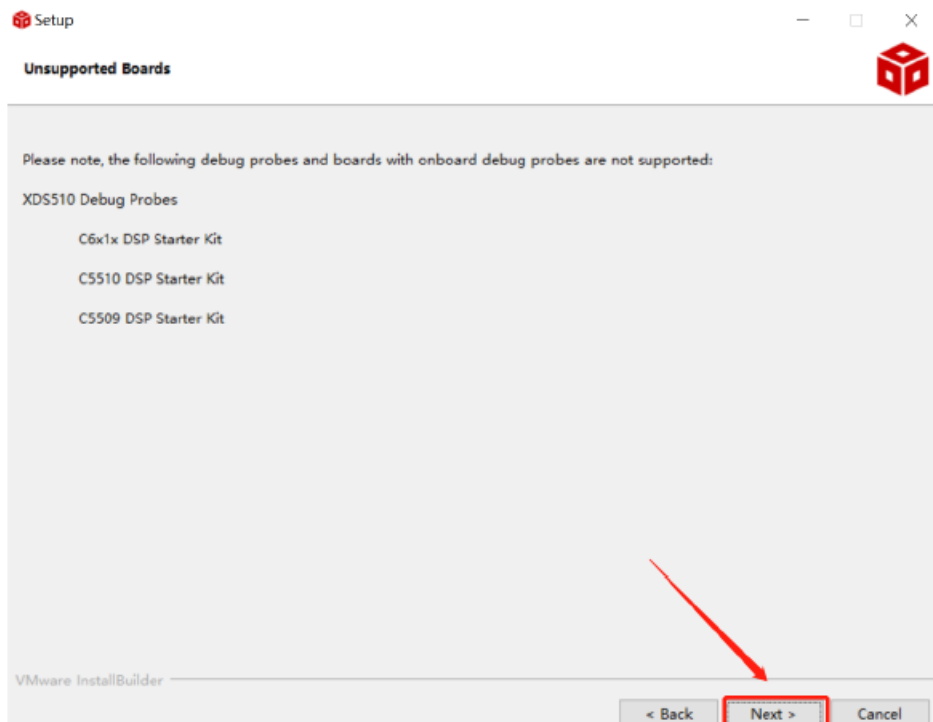 Setup
Unsupported Boards
Please note, the following debug probes and boards with onboard debug probes are not supported:
XDS510 Debug Probes
C6x1x DSP Starter Kit
C5510 DSP Starter Kit
C5509 DSP Starter Kit
VMware InstallBuilder
< Back Next > Cancel